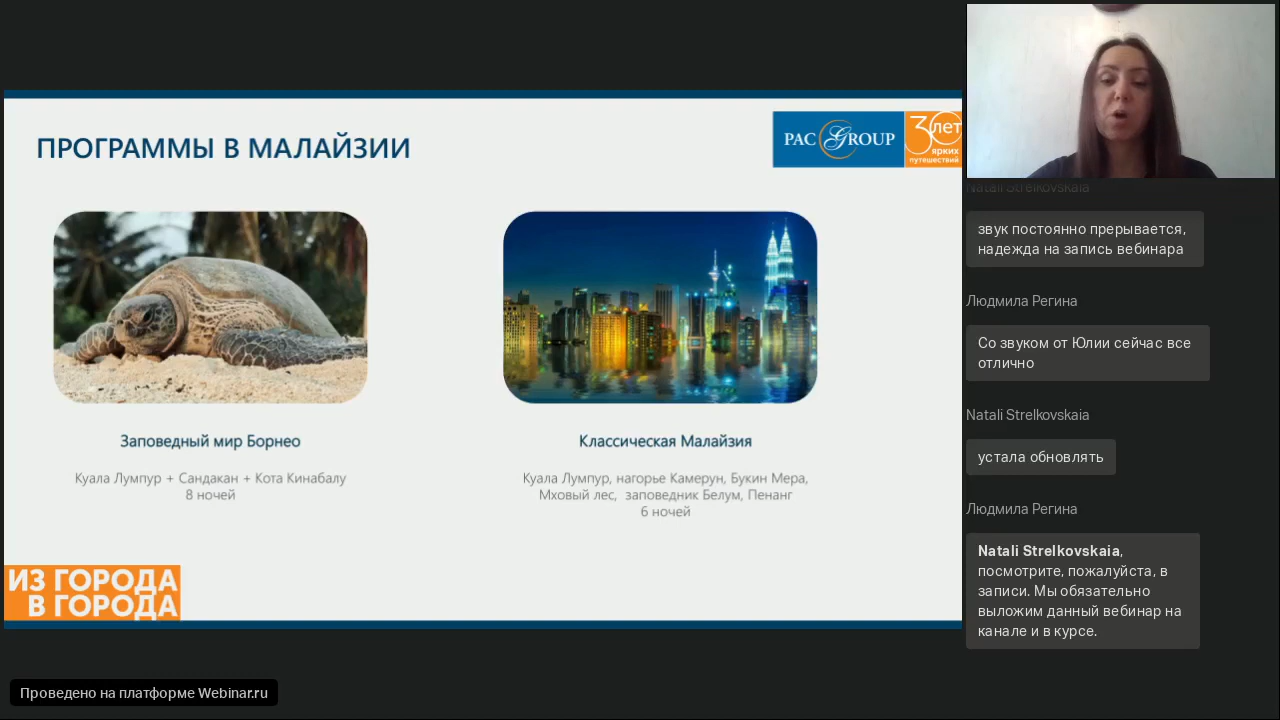 ПРОГРАММЫ В МАЛАЙЗИИ
PAC GROUP
30 лет
ярких
путешествий
Заповедный мир Борнео
Куала Лумпур + Сандакан + Кота Кинабалу
8 ночей
Классическая Малайзия
Куала Лумпур, нагорье Камерун, Букин Мера,
Мховый лес, заповедник Белум, Пенанг
6 ночей
ИЗ ГОРОДА
В ГОРОДА
Проведено на платформе Webinar.ru
Natali Strelkovskaia
звук постоянно прерывается,
надежда на запись вебинара
Людмила Регина
Со звуком от Юлии сейчас все
отлично
Natali Strelkovskaia
устала обновлять
Людмила Регина
Natali Strelkovskaia,
посмотрите, пожалуйста, в
записи. Мы обязательно
выложим данный вебинар на
канале и в курсе.